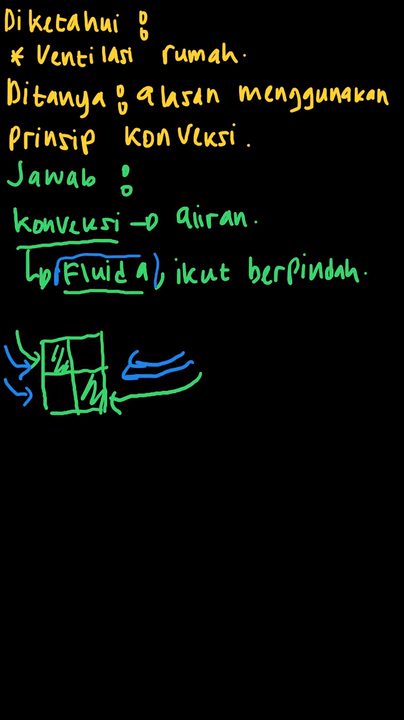 Diketahui :
* Ventilasi rumah.
Ditanya : alasan menggunakan
prinsip konveksi.
Jawab :
Konveksi → aliran.
↳ Fluida, ikut berpindah.